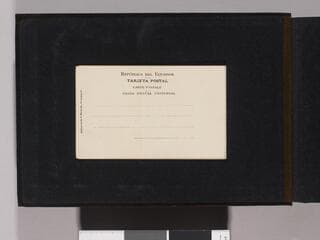 REPÚBLICA DEL ECUADOR
TARJETA POSTAL
CARTE POSTALE
UNION POSTAL UNIVERSAL